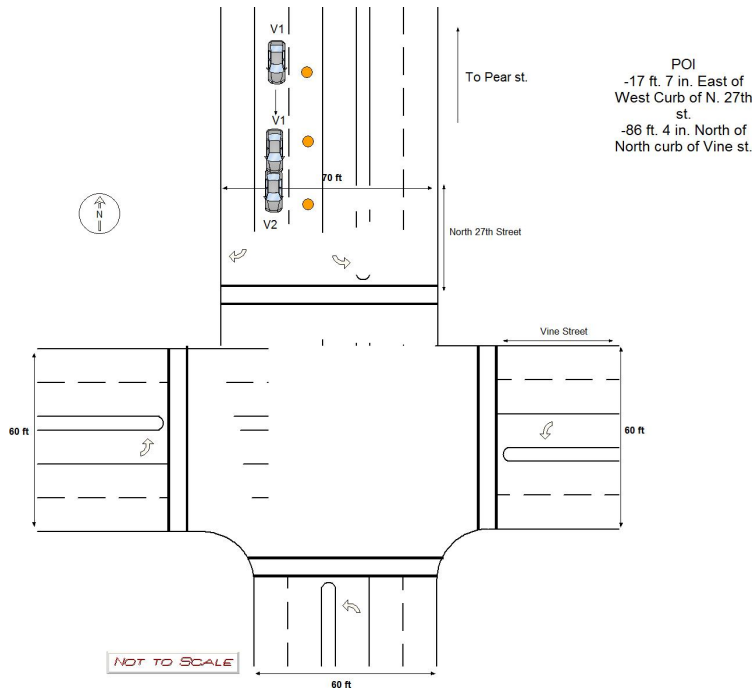 V1
To Pear st.
POI
-17 ft. 7 in. East of
West Curb of N. 27th
st.
-86 ft. 4 in. North of
North curb of Vine st.
V1
70 ft
N
V2
North 27th Street
Vine Street
60 ft
60 ft
NOT TO SCALE
60 ft